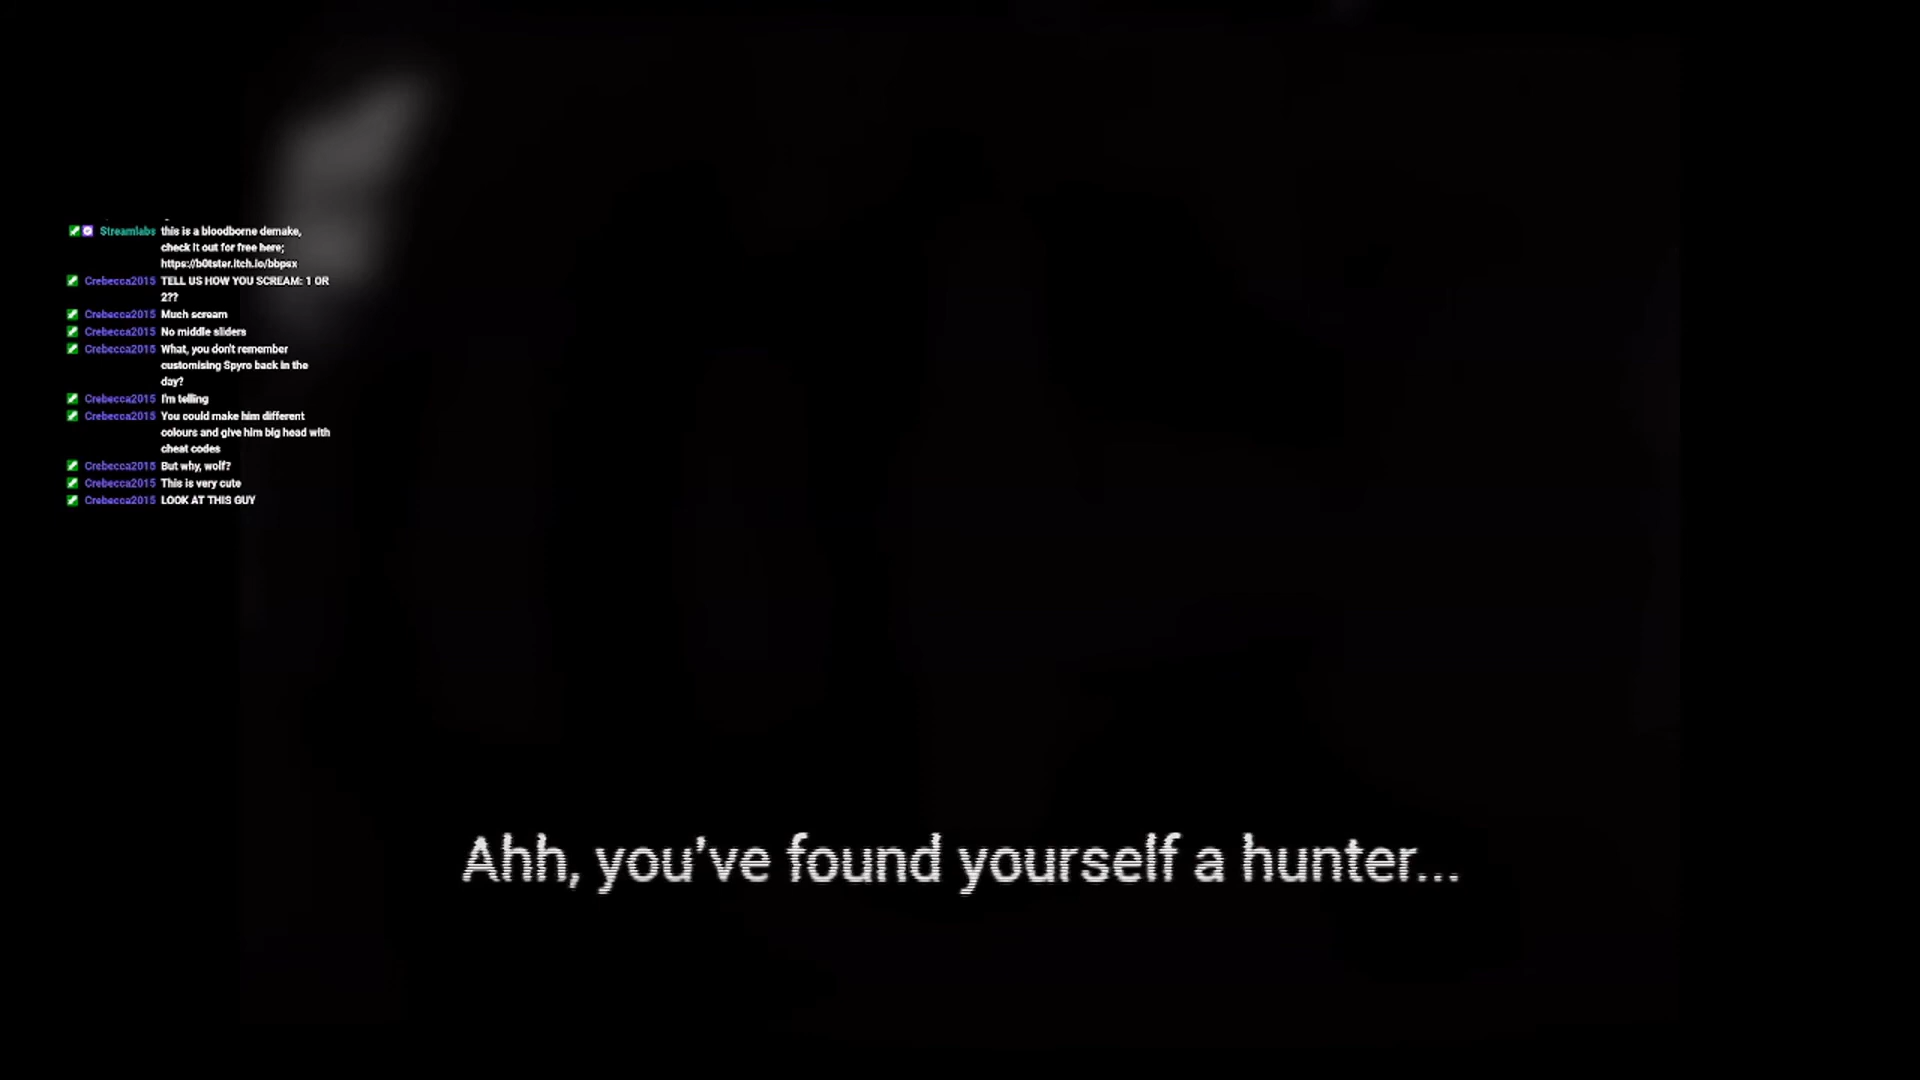 Streamlabs this is a bloodborne demake,
check it out for free here;
https://b0tster.itch.io/bbpsx
Crebecca2015 TELL US HOW YOU SCREAM: 1 OR
2??
Crebecca2015 Much scream
Crebecca2015 No middle sliders
Crebecca2015 What, you don't remember
customising Spyro back in the
day?
Crebecca2015 I'm telling
Crebecca2015 You could make him different
colours and give him big head with
cheat codes
Crebecca2015 But why, wolf?
Crebecca2015 This is very cute
Crebecca2015 LOOK AT THIS GUY
Ahh, you've found yourself a hunter...